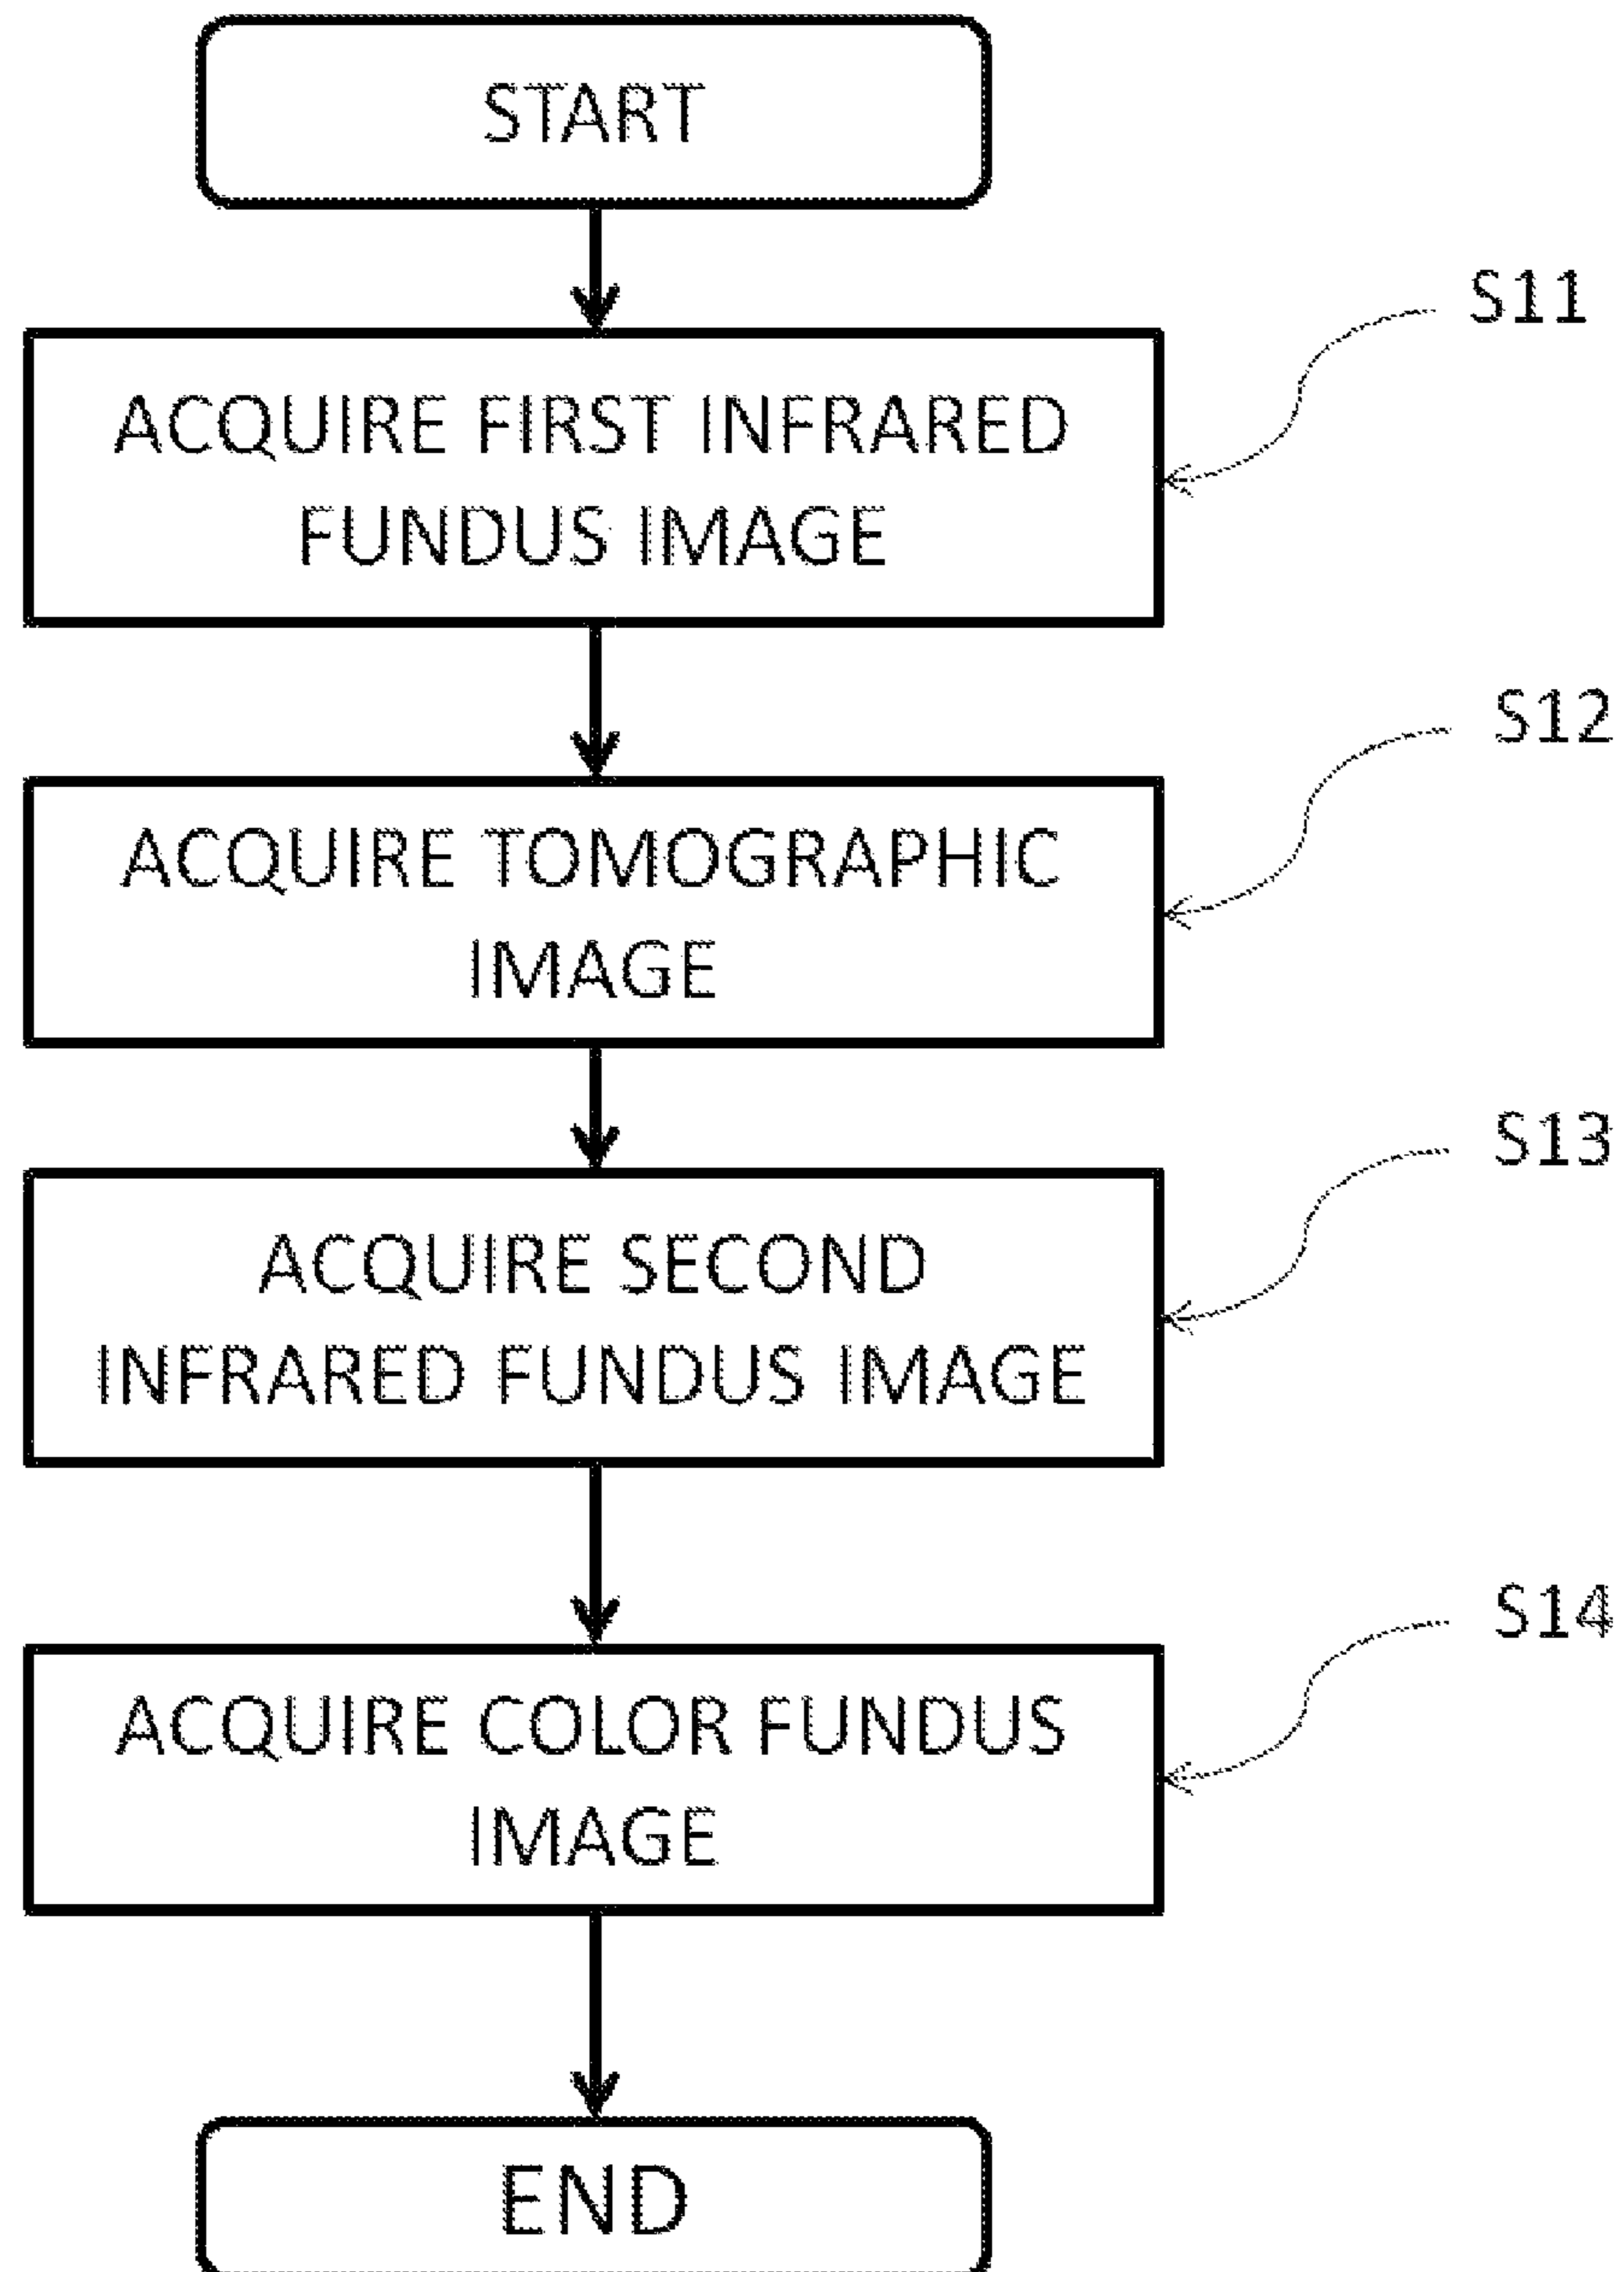 START
S11
ACQUIRE FIRST INFRARED
FUNDUS IMAGE
S12
ACQUIRE TOMOGRAPHIC
IMAGE
S13
ACQUIRE SECOND
INFRARED FUNDUS IMAGE
S14
ACQUIRE COLOR FUNDUS
IMAGE
END